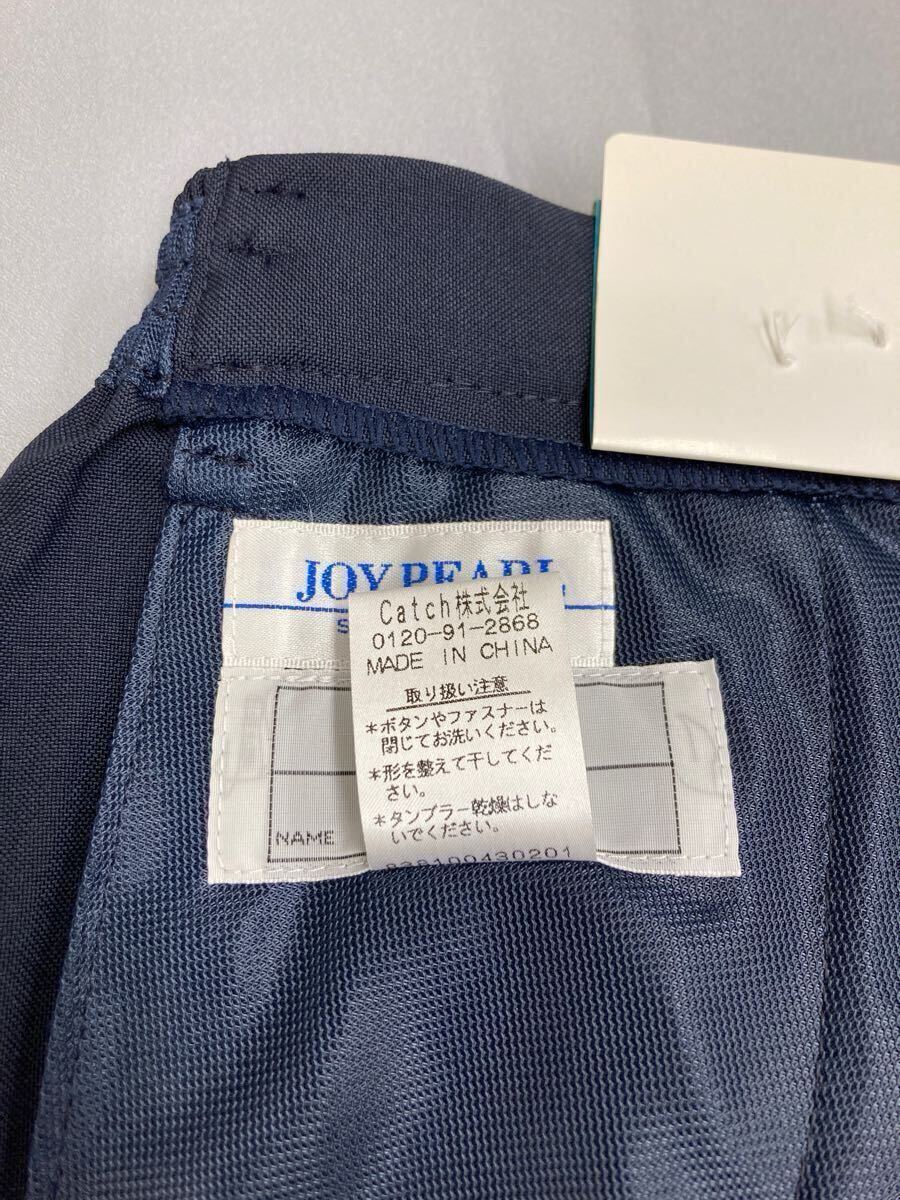 JOY PEARL
S
Catch株式会社
0120-91-2868
MADE IN CHINA
取り扱い注意
*ボタンやファスナーは
閉じてお洗いください。
*形を整えて干してくだ
さい。
*タンブラー乾燥はしな
いでください。
NAME